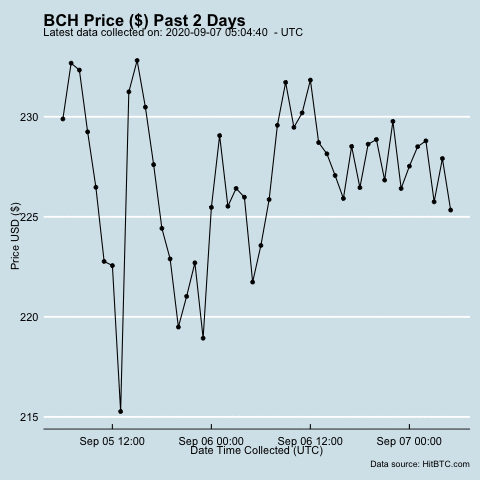 BCH Price ($) Past 2 Days
Latest data collected on: 2020-09-07 05:04:40 - UTC
230
225
220
215
Price USD ($)
Sep 05 12:00 Sep 06 00:00 Sep 06 12:00 Sep 07 00:00
Date Time Collected (UTC)
Data source: HitBTC.com